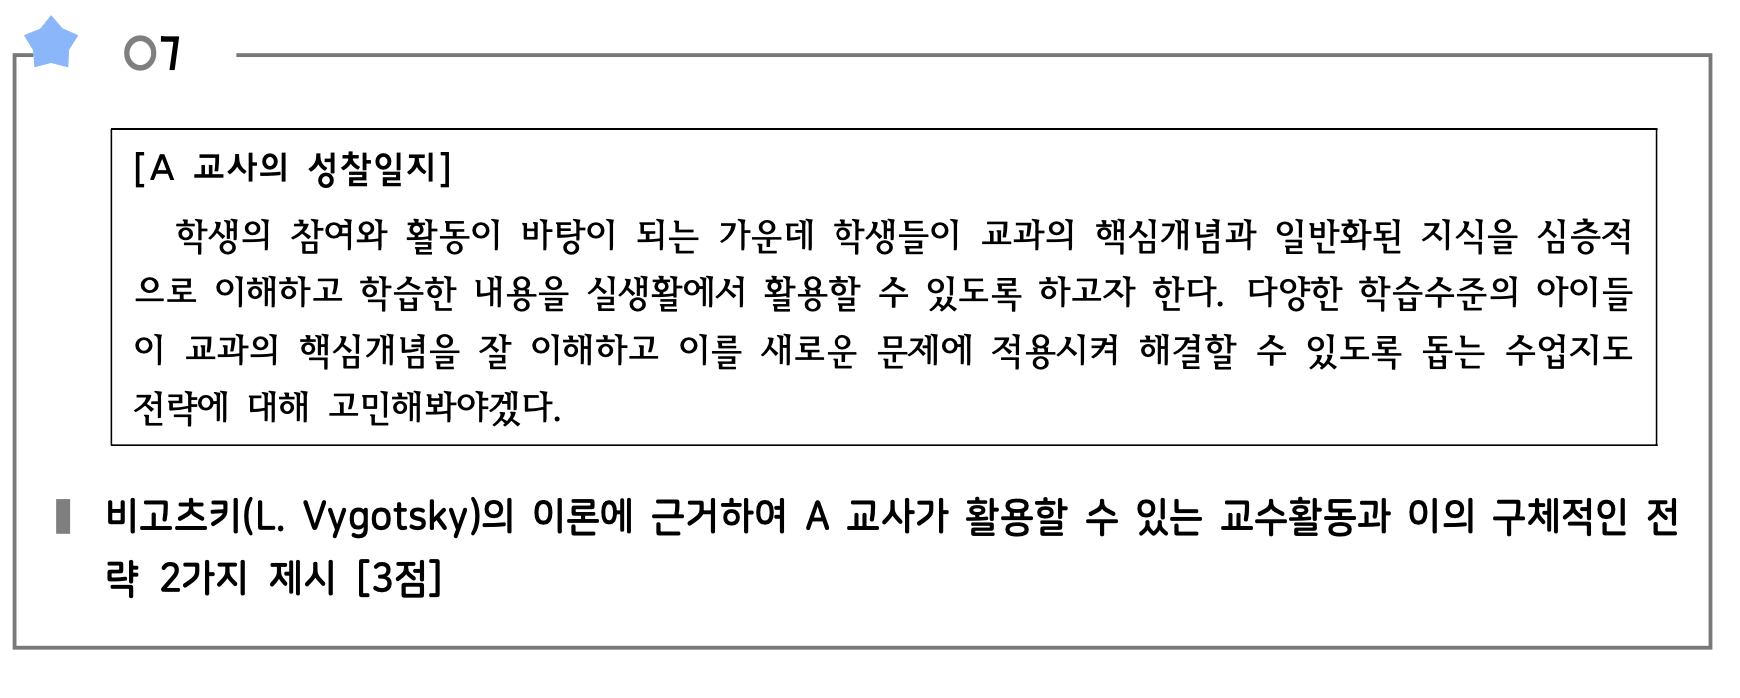 07
[A 교사의 성찰일지]
학생의 참여와 활동이 바탕이 되는 가운데 학생들이 교과의 핵심개념과 일반화된 지식을 심층적
으로 이해하고 학습한 내용을 실생활에서 활용할 수 있도록 하고자 한다. 다양한 학습수준의 아이들
이 교과의 핵심개념을 잘 이해하고 이를 새로운 문제에 적용시켜 해결할 수 있도록 돕는 수업지도
전략에 대해 고민해봐야겠다.
비고츠키(L. Vygotsky)의 이론에 근거하여 A 교사가 활용할 수 있는 교수활동과 이의 구체적인 전
략 2가지 제시 [3점]